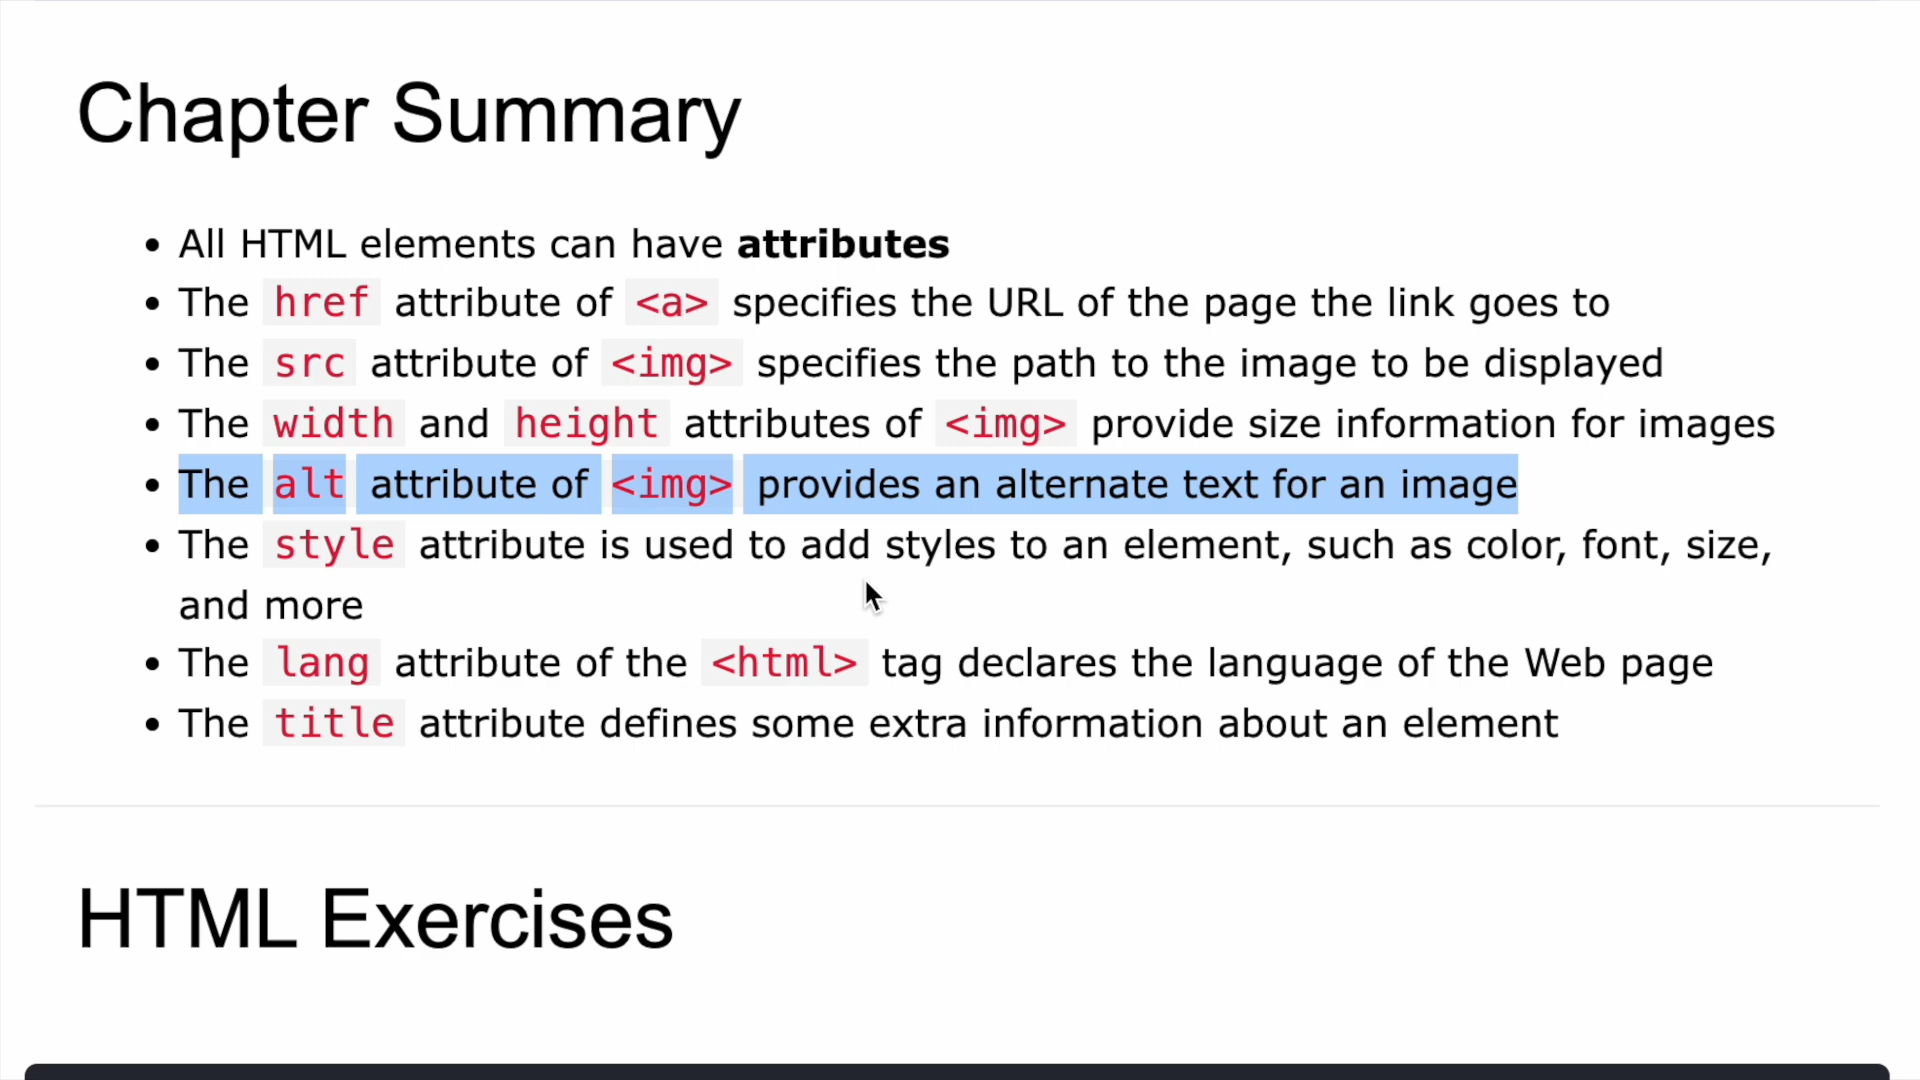 Chapter Summary
• All HTML elements can have attributes
• The href attribute of <a> specifies the URL of the page the link goes to
• The src attribute of <img> specifies the path to the image to be displayed
• The width and height attributes of <img> provide size information for images
• The alt attribute of <img> provides an alternate text for an image
• The style attribute is used to add styles to an element, such as color, font, size,
and more
• The lang attribute of the <html> tag declares the language of the Web page
• The title attribute defines some extra information about an element
HTML Exercises